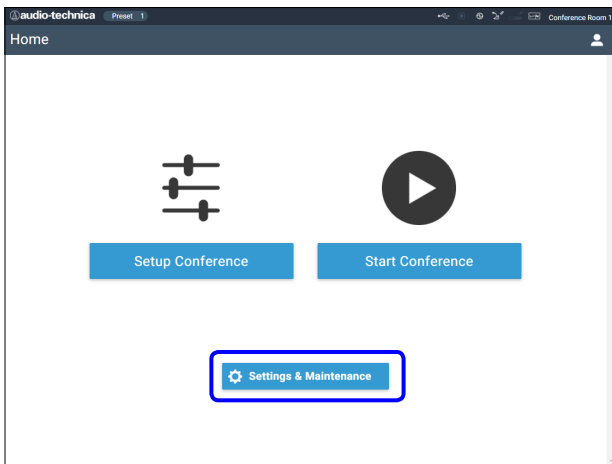 audio-technica Preset 1 Conference Room 1
Home
Setup Conference Start Conference
Settings & Maintenance